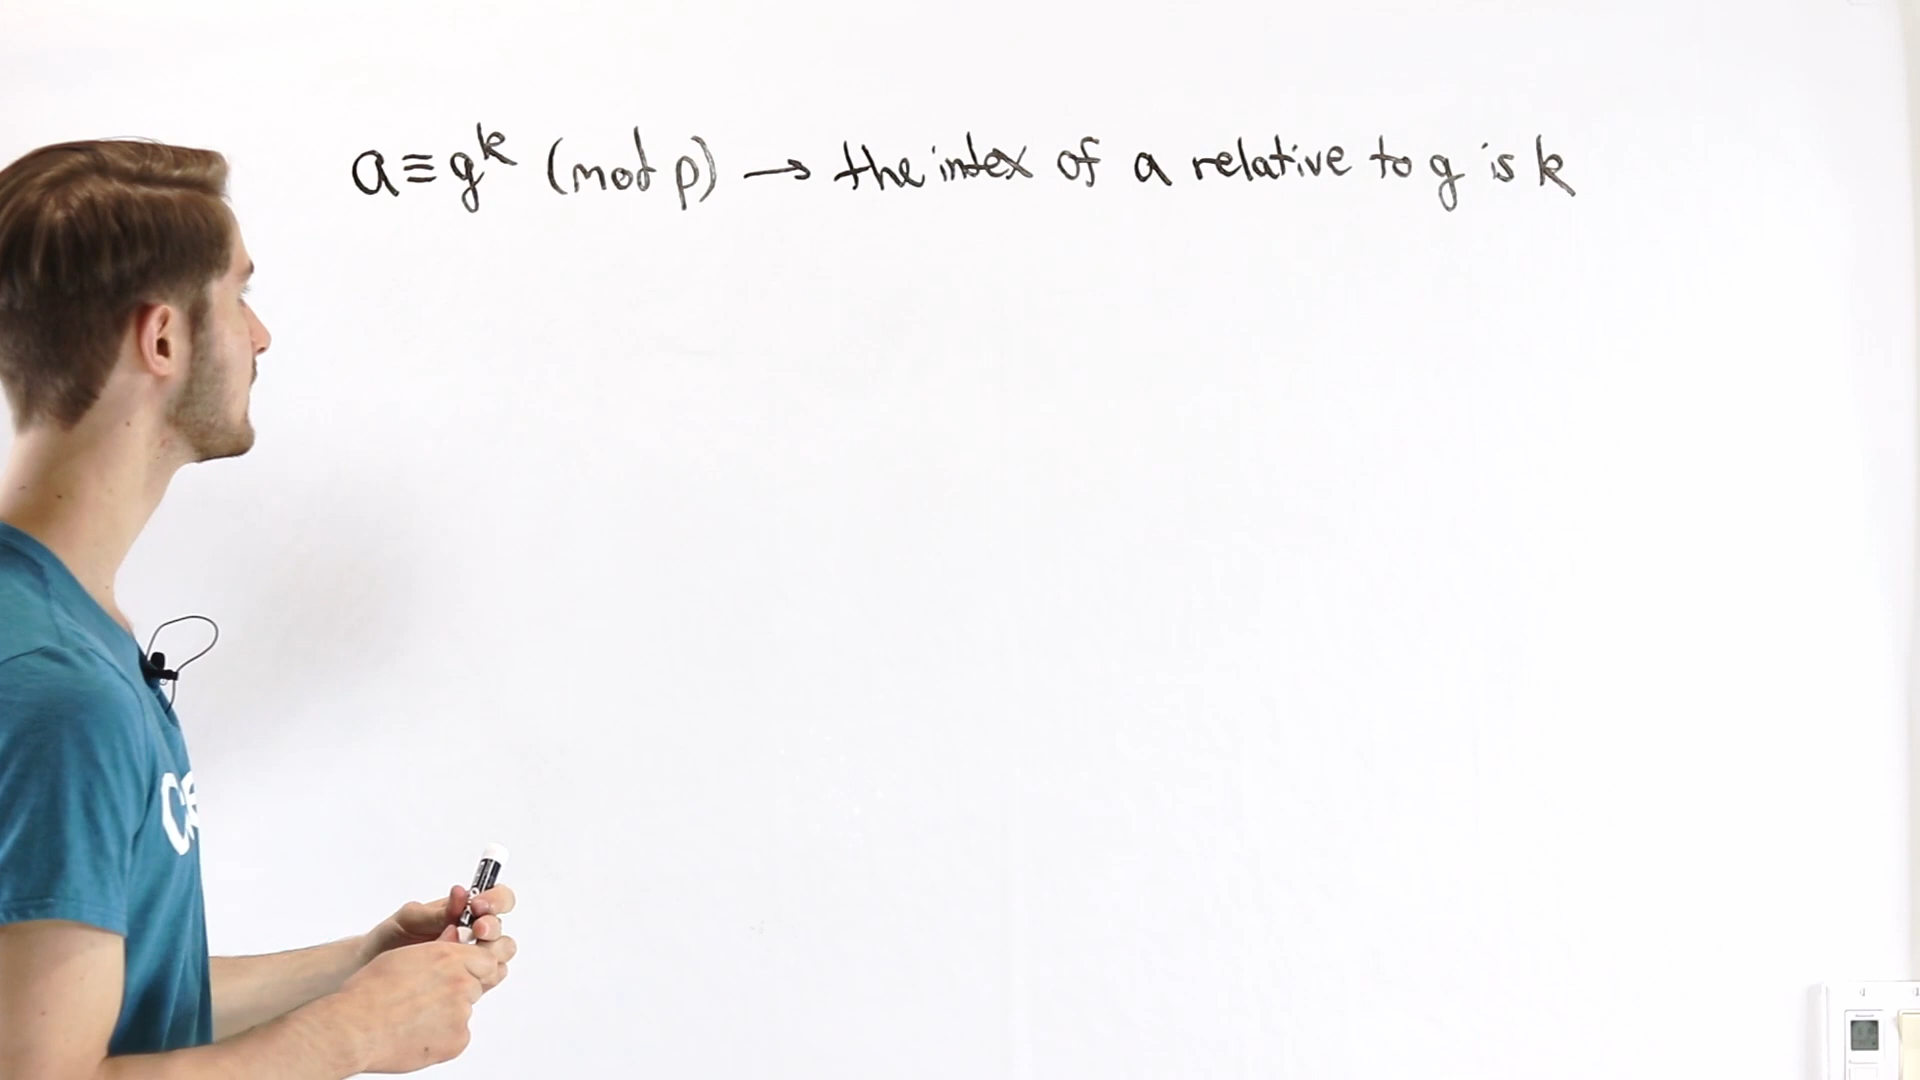 a ≡ g^k (mod p) → the index of a relative to g is k